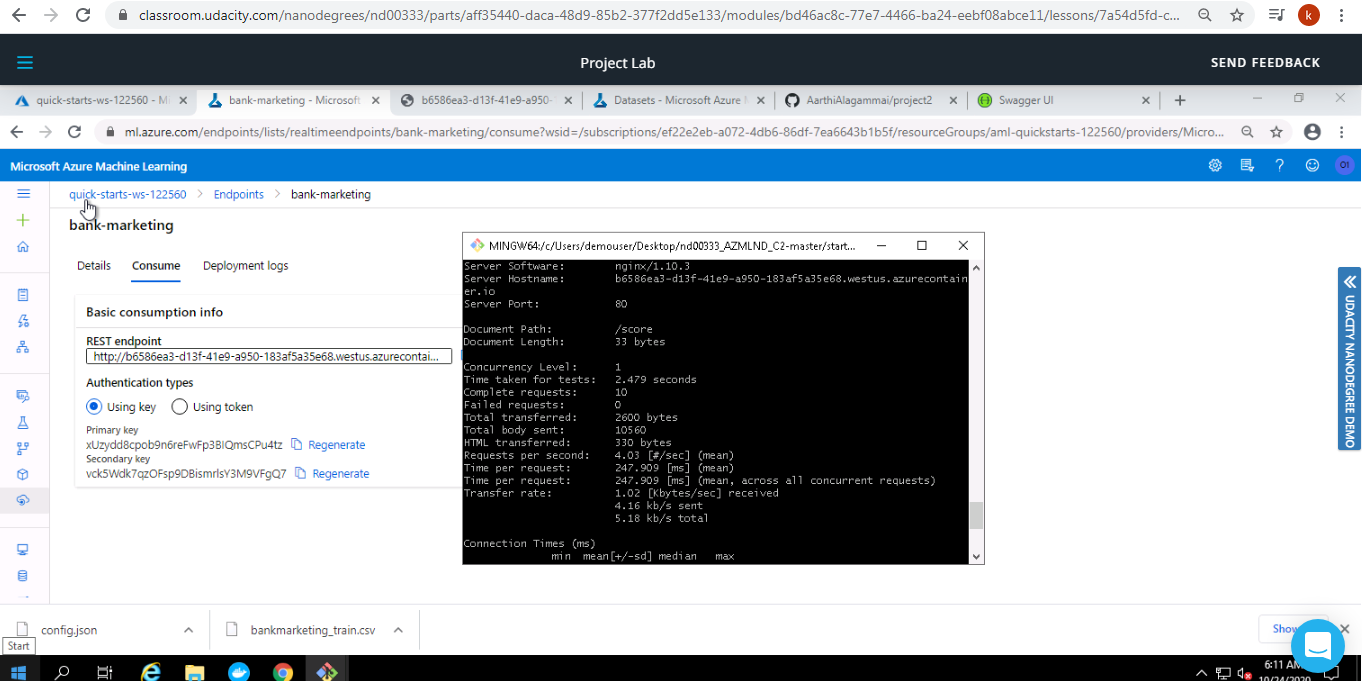 classroom.udacity.com/nanodegrees/nd00333/parts/aff35440-daca-48d9-85b2-377f2dd5e133/modules/bd46ac8c-77e7-4466-ba24-eebf08abce11/lessons/7a54d5fd-c...
k
Project Lab
SEND FEEDBACK
quick-starts-ws-122560 - Mi
bank-marketing - Microsoft
b6586ea3-d13f-41e9-a950-
Datasets - Microsoft Azure M
AarthiAlagammai/project2
Swagger UI
ml.azure.com/endpoints/lists/realtimeendpoints/bank-marketing/consume?wsid=/subscriptions/ef22e2eb-a072-4db6-86df-7ea6643b1b5f/resourceGroups/aml-quickstarts-122560/providers/Micro...
Microsoft Azure Machine Learning
?
O1
quick-starts-ws-122560 > Endpoints > bank-marketing
bank-marketing
Details Consume Deployment logs
Basic consumption info
REST endpoint
http://b6586ea3-d13f-41e9-a950-183af5a35e68.westus.azurecontai...
Authentication types
Using key Using token
Primary key
xUzydd8cpob9n6reFwFp3BIQmsCPu4tz Regenerate
Secondary key
vck5Wdk7qzOFsp9DBismrlsY3M9VFgQ7 Regenerate
MINGW64:/c/Users/demouser/Desktop/nd00333_AZMLND_C2-master/start...
Server Software: nginx/1.10.3
Server Hostname: b6586ea3-d13f-41e9-a950-183af5a35e68.westus.azurecontain
er.io
Server Port: 80
Document Path: /score
Document Length: 33 bytes
Concurrency Level: 1
Time taken for tests: 2.479 seconds
Complete requests: 10
Failed requests: 0
Total transferred: 2600 bytes
Total body sent: 10560
HTML transferred: 330 bytes
Requests per second: 4.03 [#/sec] (mean)
Time per request: 247.909 [ms] (mean)
Time per request: 247.909 [ms] (mean, across all concurrent requests)
Transfer rate: 1.02 [Kbytes/sec] received
4.16 kb/s sent
5.18 kb/s total
Connection Times (ms)
min mean[+/-sd] median max
UDACITY NANODEGREE DEMO
config.json
bankmarketing_train.csv
Show
Start
6:11 AM
10/24/2020